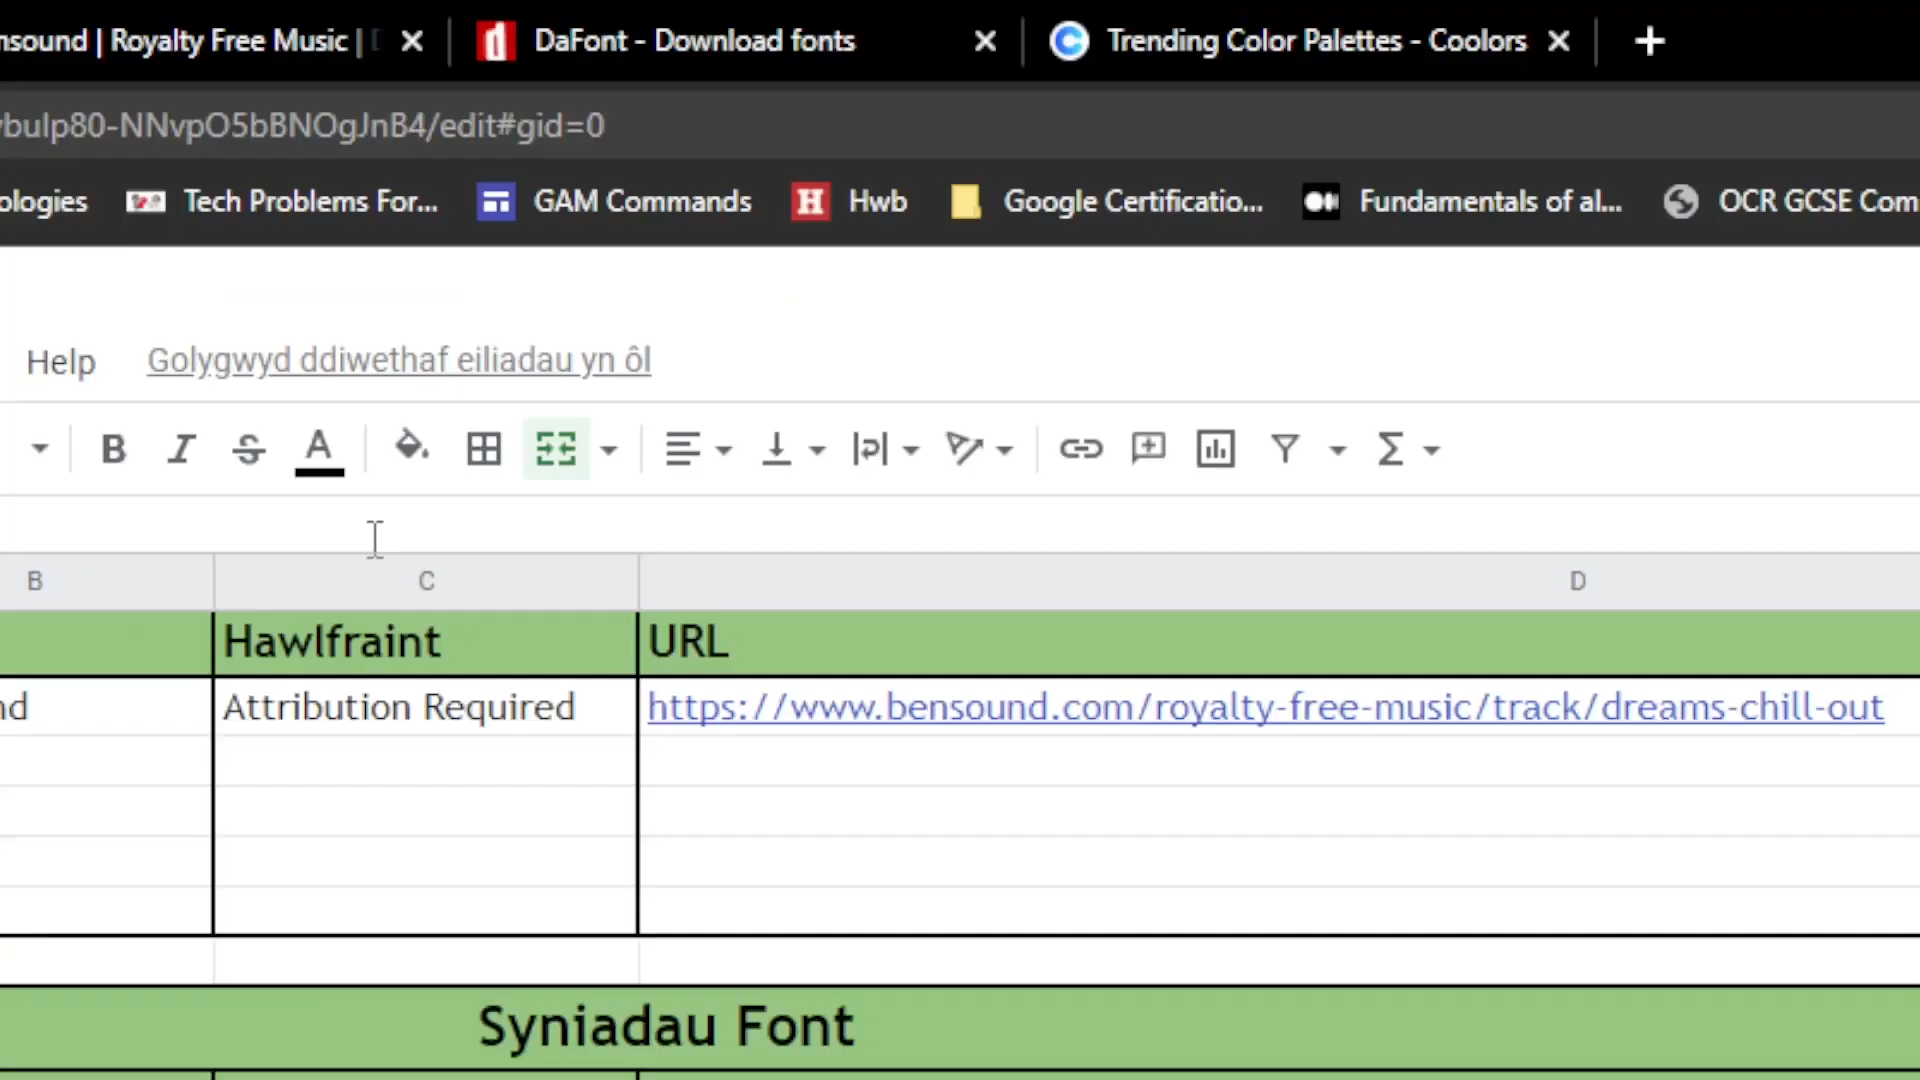 nsound | Royalty Free Music |
DaFont - Download fonts
Trending Color Palettes - Coolors
ybulp80-NNvpO5bBNOgJnB4/edit#gid=0
ologies
Tech Problems For...
GAM Commands
Hwb
Google Certificatio...
Fundamentals of al...
OCR GCSE Com
Help
Golygwyd ddiwethaf eiliadau yn ôl
B
C
D
Hawlfraint
URL
nd
Attribution Required
https://www.bensound.com/royalty-free-music/track/dreams-chill-out
Syniadau Font